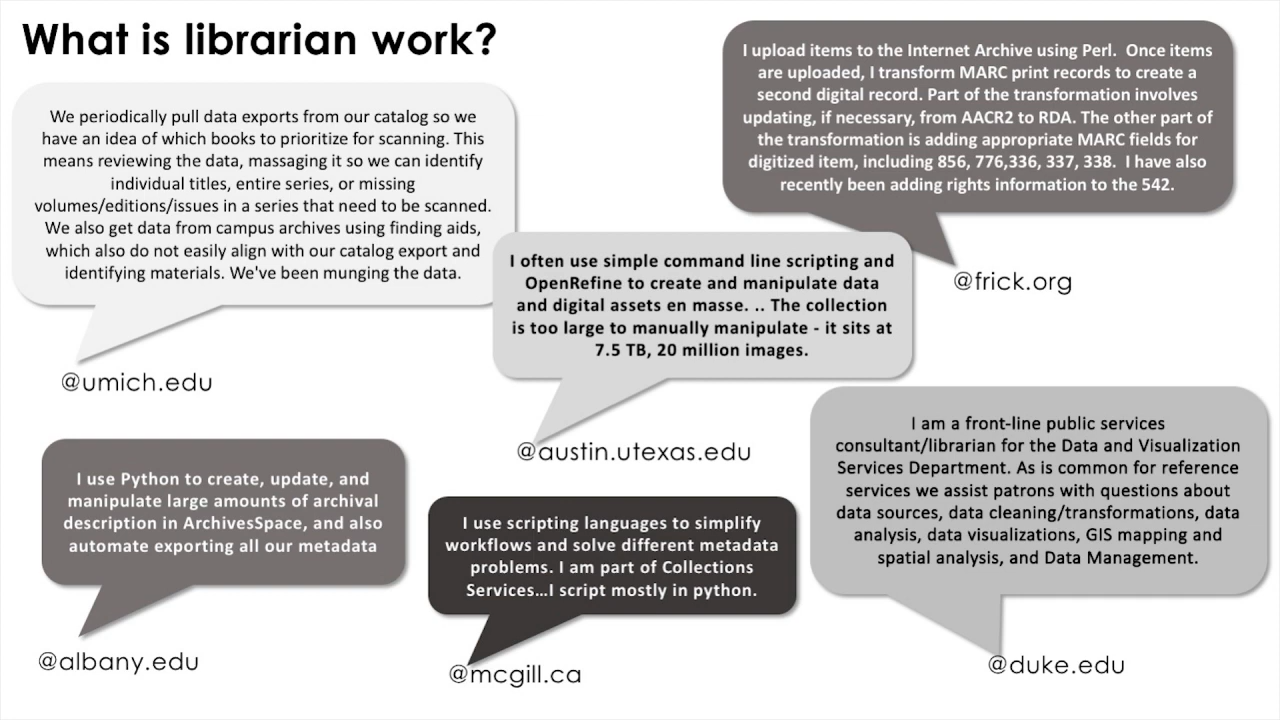 What is librarian work?
We periodically pull data exports from our catalog so we
have an idea of which books to prioritize for scanning. This
means reviewing the data, massaging it so we can identify
individual titles, entire series, or missing
volumes/editions/issues in a series that need to be scanned.
We also get data from campus archives using finding aids,
which also do not easily align with our catalog export and
identifying materials. We've been munging the data.
@umich.edu
I upload items to the Internet Archive using Perl.  Once items
are uploaded, I transform MARC print records to create a
second digital record. Part of the transformation involves
updating, if necessary, from AACR2 to RDA. The other part of
the transformation is adding appropriate MARC fields for
digitized item, including 856, 776,336, 337, 338.  I have also
recently been adding rights information to the 542.
@frick.org
I often use simple command line scripting and
OpenRefine to create and manipulate data
and digital assets en masse. .. The collection
is too large to manually manipulate - it sits at
7.5 TB, 20 million images.
@austin.utexas.edu
I am a front-line public services
consultant/librarian for the Data and Visualization
Services Department. As is common for reference
services we assist patrons with questions about
data sources, data cleaning/transformations, data
analysis, data visualizations, GIS mapping and
spatial analysis, and Data Management.
@duke.edu
I use Python to create, update, and
manipulate large amounts of archival
description in ArchivesSpace, and also
automate exporting all our metadata
@albany.edu
I use scripting languages to simplify
workflows and solve different metadata
problems. I am part of Collections
Services…I script mostly in python.
@mcgill.ca